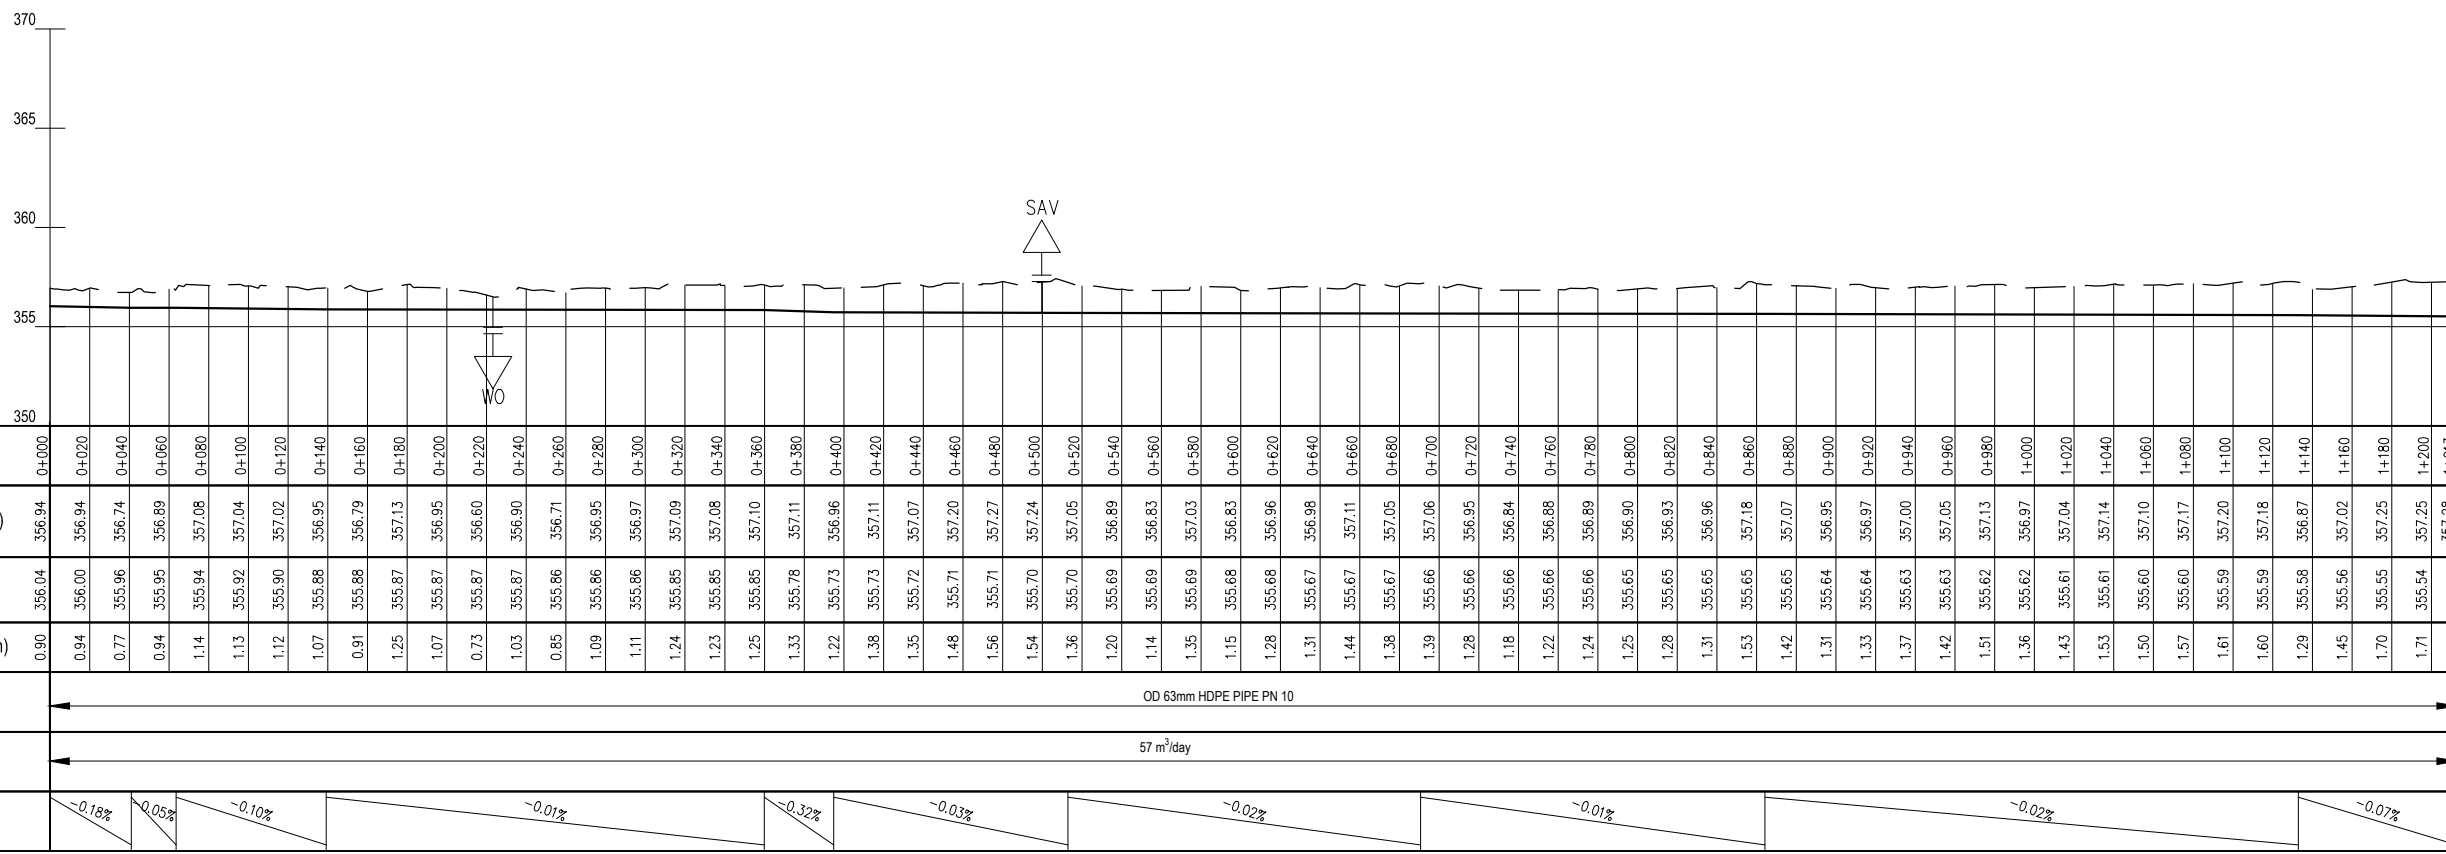 370
365
360
355
350
SAV
WO
0+000 0+020 0+040 0+060 0+080 0+100 0+120 0+140 0+160 0+180 0+200 0+220 0+240 0+260 0+280 0+300 0+320 0+340 0+360 0+380 0+400 0+420 0+440 0+460 0+480 0+500 0+520 0+540 0+560 0+580 0+600 0+620 0+640 0+660 0+680 0+700 0+720 0+740 0+760 0+780 0+800 0+820 0+840 0+860 0+880 0+900 0+920 0+940 0+960 0+980 1+000 1+020 1+040 1+060 1+080 1+100 1+120 1+140 1+160 1+180 1+200
) 356.94 356.94 356.74 356.89 357.08 357.04 357.02 356.95 356.79 357.13 356.95 356.60 356.90 356.71 356.95 356.97 357.09 357.08 357.10 357.11 356.96 357.11 357.07 357.20 357.27 357.24 357.05 356.89 356.83 357.03 356.83 356.96 356.98 357.11 357.05 357.06 356.95 356.84 356.88 356.89 356.90 356.93 356.96 357.18 357.07 356.95 356.97 357.00 357.05 357.13 356.97 357.04 357.14 357.10 357.17 357.20 357.18 356.87 357.02 357.25 357.25
356.04 356.00 355.96 355.95 355.94 355.92 355.90 355.88 355.88 355.87 355.87 355.87 355.87 355.86 355.86 355.86 355.85 355.85 355.85 355.78 355.73 355.73 355.72 355.71 355.71 355.70 355.70 355.69 355.69 355.69 355.68 355.68 355.67 355.67 355.67 355.66 355.66 355.66 355.66 355.66 355.65 355.65 355.65 355.65 355.65 355.64 355.64 355.63 355.63 355.62 355.62 355.61 355.61 355.60 355.60 355.59 355.59 355.58 355.56 355.55 355.54
) 0.90 0.94 0.77 0.94 1.14 1.13 1.12 1.07 0.91 1.25 1.07 0.73 1.03 0.85 1.09 1.11 1.24 1.23 1.25 1.33 1.22 1.38 1.35 1.48 1.56 1.54 1.36 1.20 1.14 1.35 1.15 1.28 1.31 1.44 1.38 1.39 1.28 1.18 1.22 1.24 1.25 1.28 1.31 1.53 1.42 1.31 1.33 1.37 1.42 1.51 1.36 1.43 1.53 1.50 1.57 1.61 1.60 1.29 1.45 1.70 1.71
OD 63mm HDPE PIPE PN 10
57 m³/day
-0.18% -0.05% -0.10% -0.01% -0.32% -0.03% -0.02% -0.01% -0.02% -0.07%